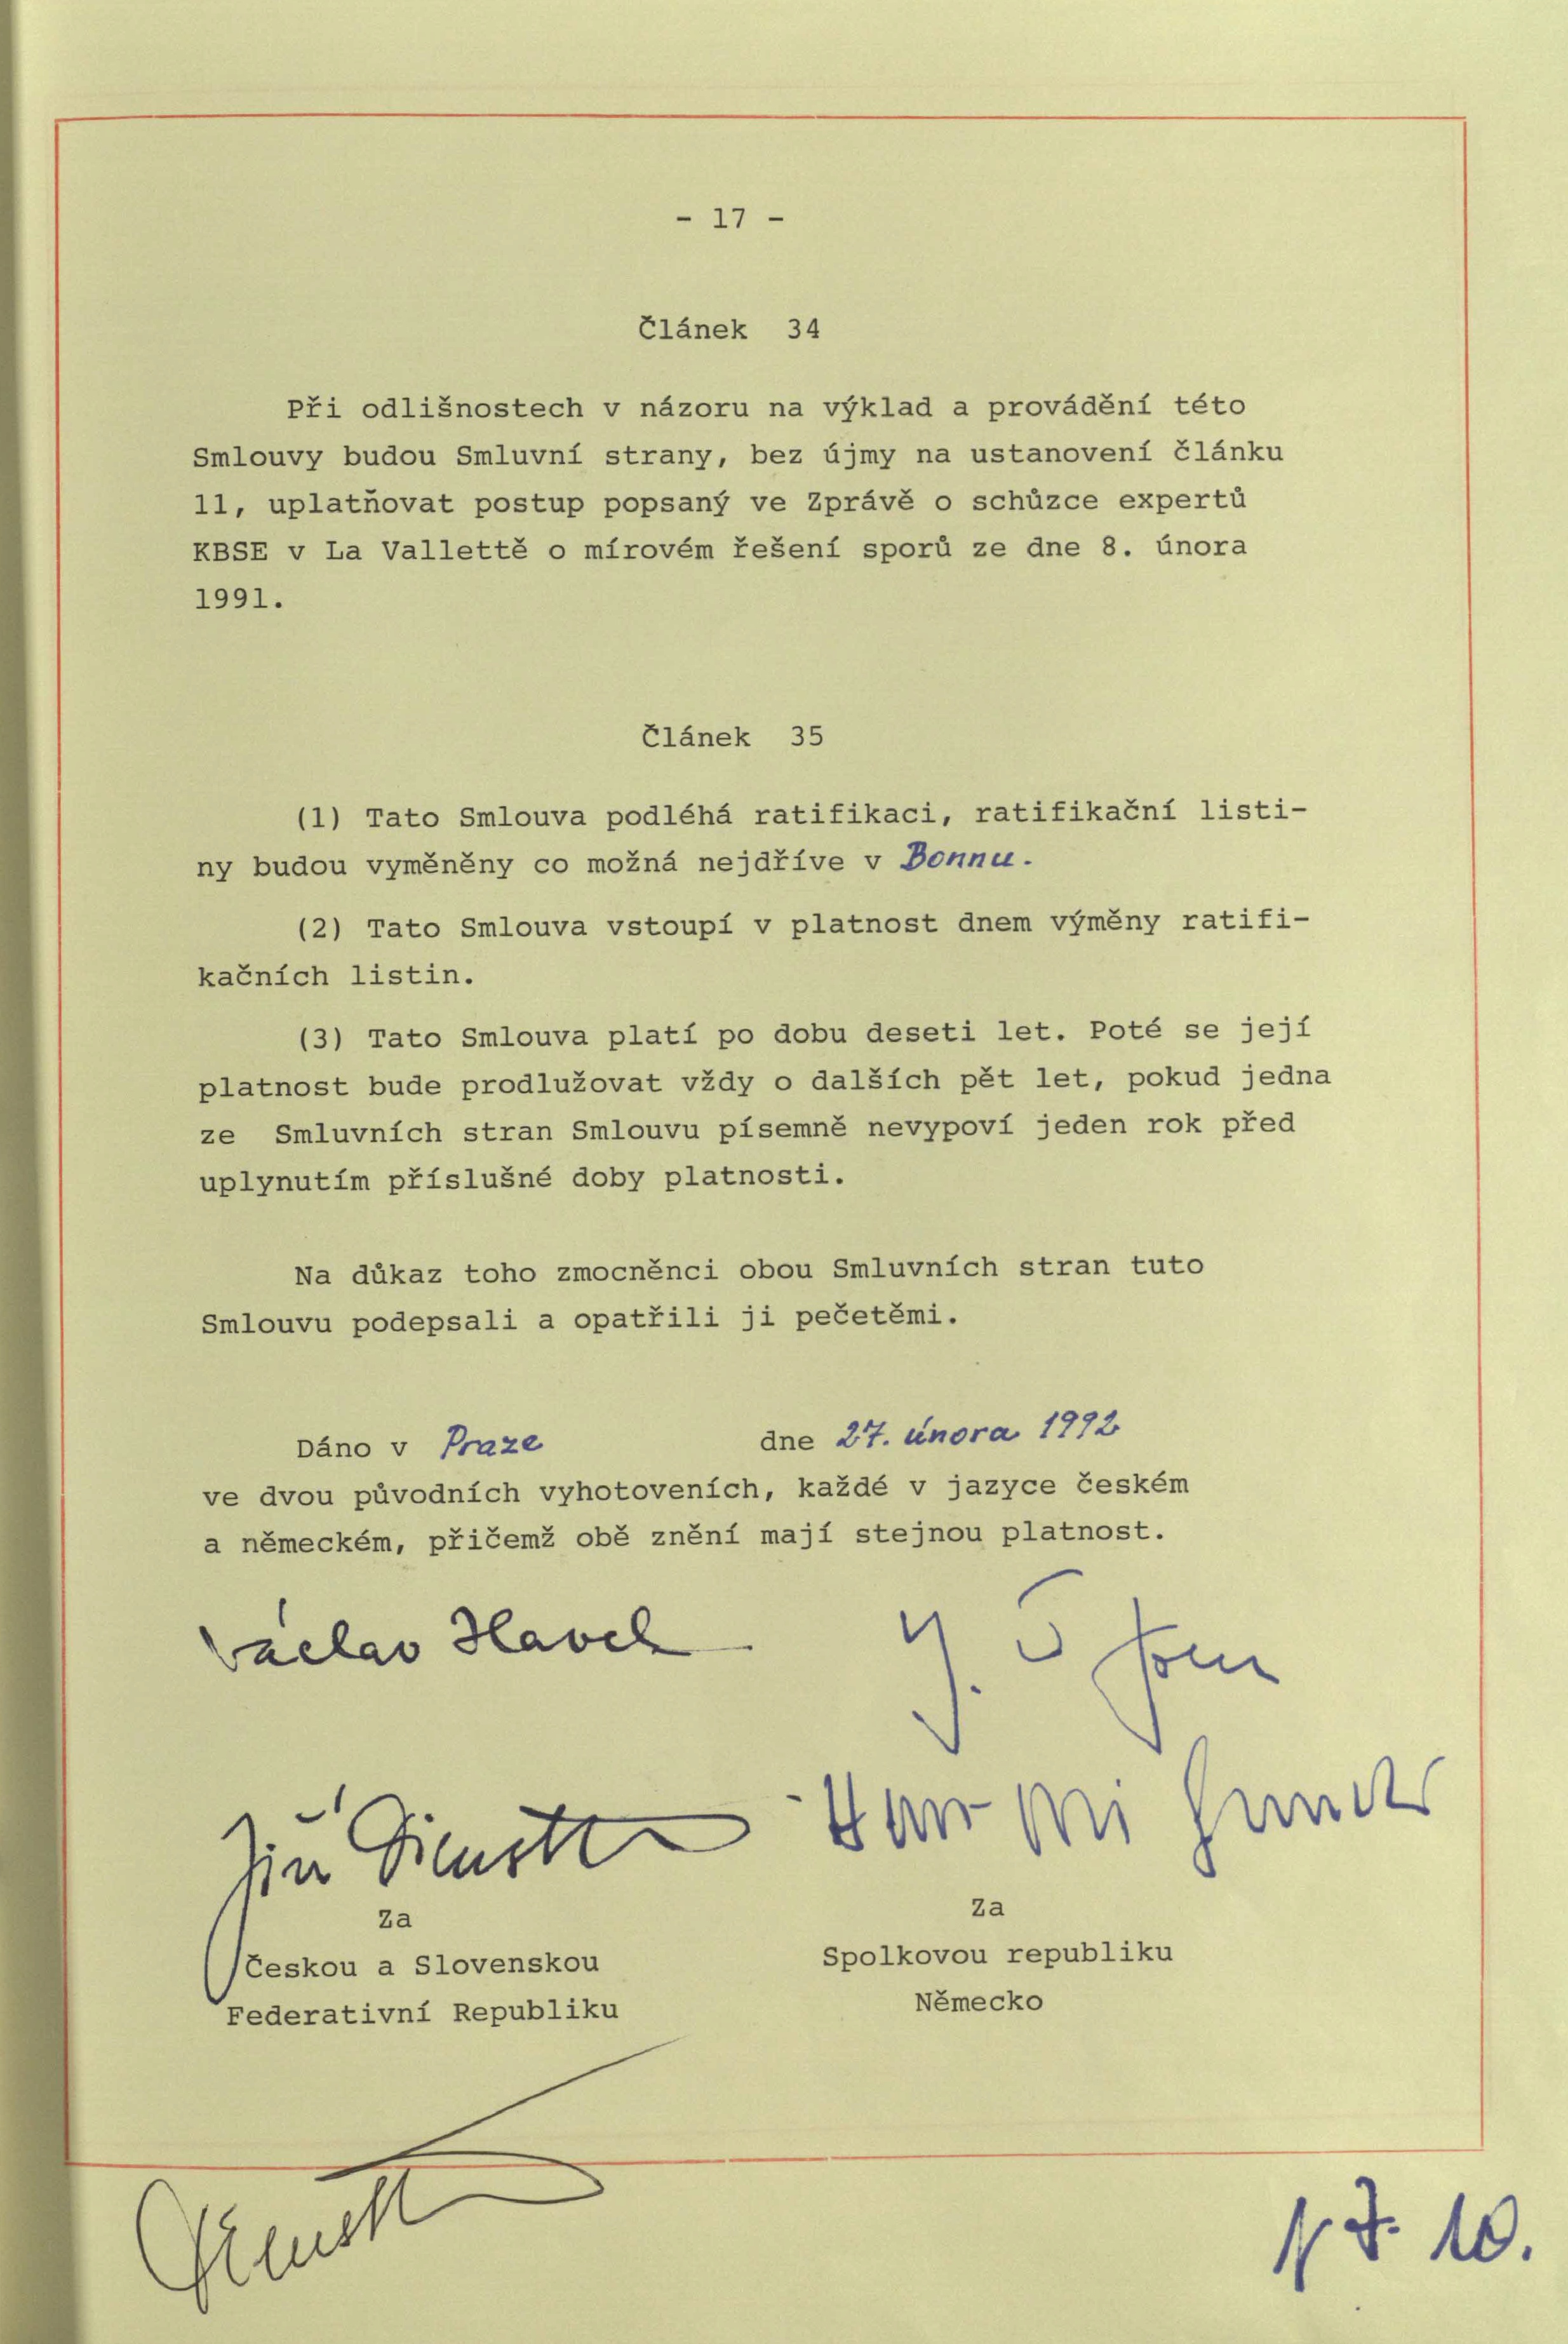 - 17 -
Článek 34
Při odlišnostech v názoru na výklad a provádění této
Smlouvy budou Smluvní strany, bez újmy na ustanovení článku
11, uplatňovat postup popsaný ve Zprávě o schůzce expertů
KBSE v La Vallettě o mírovém řešení sporů ze dne 8. února
1991.
Článek 35
(1) Tato Smlouva podléhá ratifikaci, ratifikační listi-
ny budou vyměněny co možná nejdříve v Bonnu.
(2) Tato Smlouva vstoupí v platnost dnem výměny ratifi-
kačních listin.
(3) Tato Smlouva platí po dobu deseti let. Poté se její
platnost bude prodlužovat vždy o dalších pět let, pokud jedna
ze Smluvních stran Smlouvu písemně nevypoví jeden rok před
uplynutím příslušné doby platnosti.
Na důkaz toho zmocněnci obou Smluvních stran tuto
Smlouvu podepsali a opatřili ji pečetěmi.
Dáno v Praze dne 27. února 1992
ve dvou původních vyhotoveních, každé v jazyce českém
a německém, přičemž obě znění mají stejnou platnost.
Václav Havel
Jiří Dienstbier
Za Za
Českou a Slovenskou Spolkovou republiku
Federativní Republiku Německo